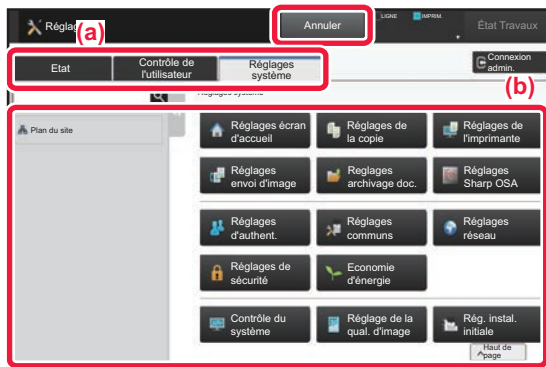 Réglag
(a)
Annuler
LIGNE
IMPRIM.
État Travaux
Etat
Contrôle de
l'utilisateur
Réglages
système
Connexion
admin.
(b)
Réglages système
Plan du site
Réglages écran
d'accueil
Réglages de
la copie
Réglages de
l'imprimante
Réglages
envoi d'image
Réglages
archivage doc.
Réglages
Sharp OSA
Réglages
d'authent.
Réglages
communs
Réglages
réseau
Réglages de
sécurité
Economie
d'énergie
Contrôle du
système
Réglage de la
qual. d'image
Rég. instal.
initiale
Haut de
page